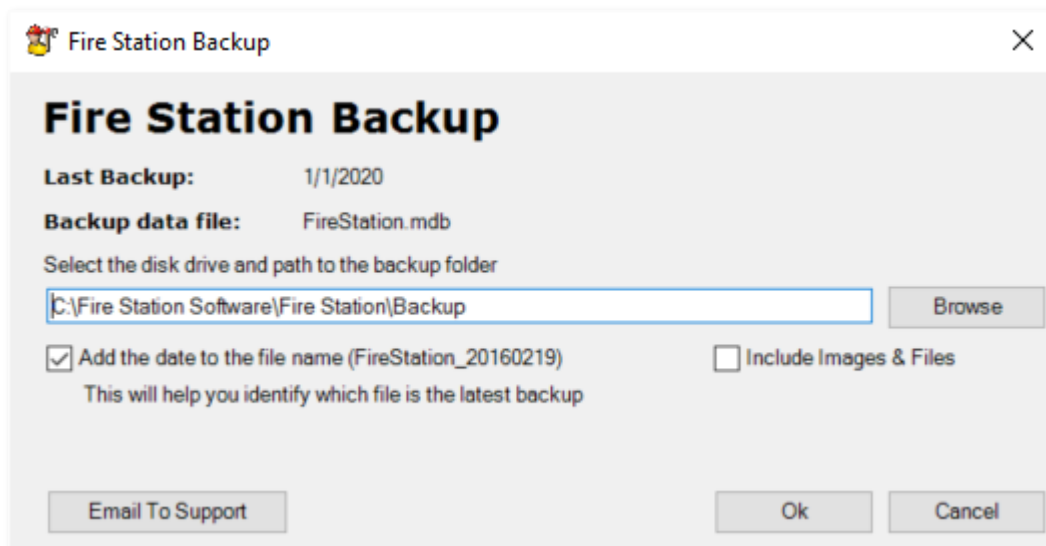 Fire Station Backup
Fire Station Backup
Last Backup: 1/1/2020
Backup data file: FireStation.mdb
Select the disk drive and path to the backup folder
C:\Fire Station Software\Fire Station\Backup Browse
Add the date to the file name (FireStation_20160219) Include Images & Files
This will help you identify which file is the latest backup
Email To Support Ok Cancel